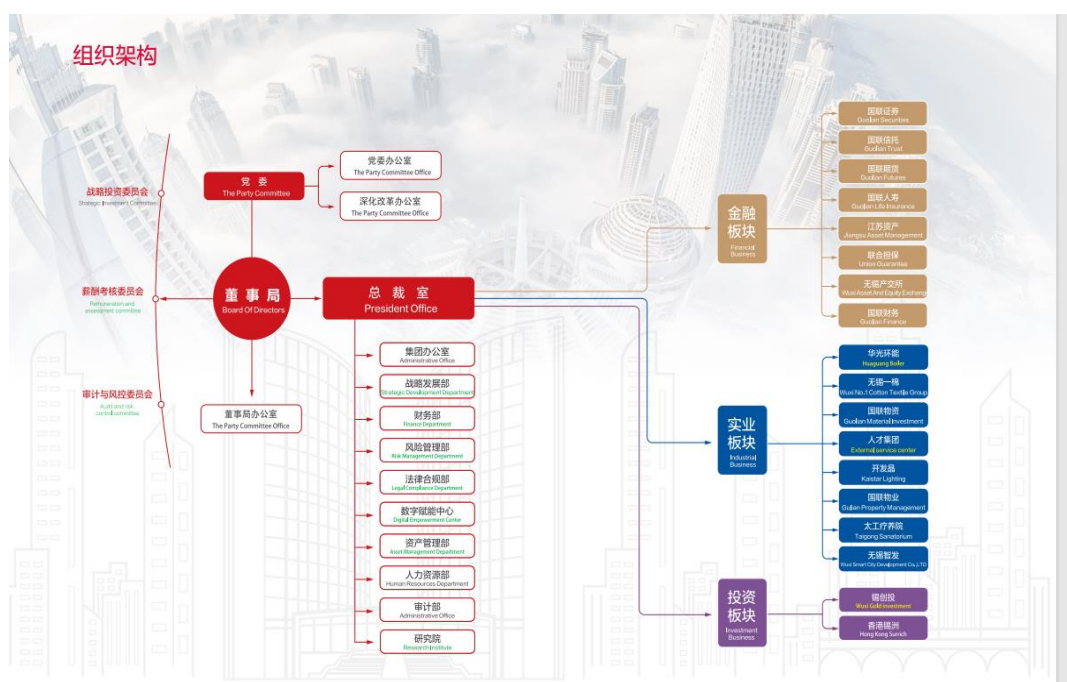 组织架构
战略投资委员会
Strategic Invenment Committee
薪酬考核委员会
Remuneration and
assessment committee
审计与风控委员会
Audit and risk
control committee
党 委
The Party Committee
党委办公室
The Party Committee Office
深化改革办公室
The Party Committee Office
董 事 局
Board Of Directors
董事局办公室
The Party Committee Office
总 裁 室
President Office
集团办公室
Administrative Office
战略发展部
Strategic Development Department
财务部
Finance Department
风险管理部
Risk Management Department
法律合规部
Legal Compliance Department
数字赋能中心
Digital Empowerment Center
资产管理部
Asset Management Department
人力资源部
Human Resources Department
审计部
Administrative Office
研究院
Research Institute
金融
板块
Financial
Business
国联证券
Guolian Securities
国联信托
Guolian Trust
国联期货
Guolian Futures
国联人寿
Guolian Life Insurance
江苏资产
Jiangsu Asset Management
联合担保
Union Guarantee
无锡产交所
Wuxi Asset And Equity Exchang
国联财务
Guolian Finance
实业
板块
Industrial
Business
华光环能
Huaguang Boiler
无锡一棉
Wuxi No.1 Cotton Textile Group
国联物资
Guolian Material Investment
人才集团
External service center
开发晶
Kaistar Lighting
国联物业
Gulian Property Management
太工疗养院
Taigong Sanatorium
无锡智发
Wuxi Smart City Development Co.,LTD
投资
板块
Investment
Business
锡创投
Wuxi Gold investment
香港锡洲
Hong Kong Sumich